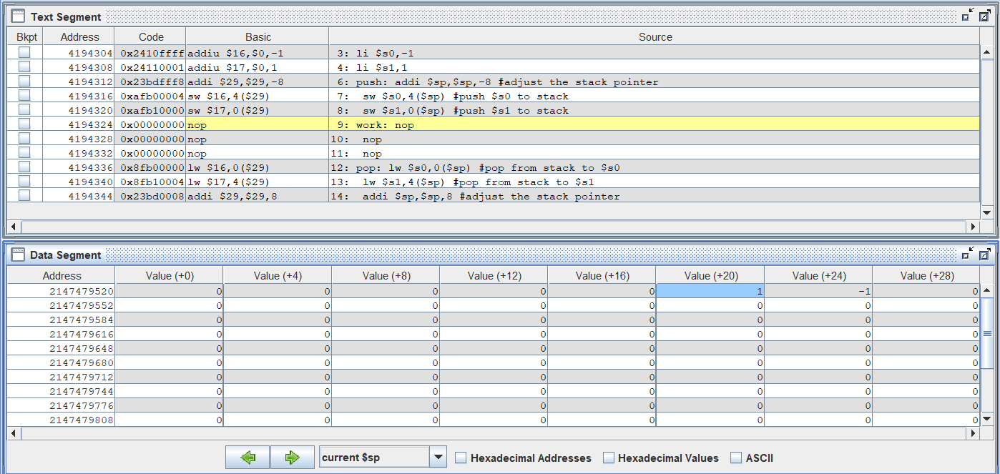 Text Segment
Bkpt Address Code Basic Source
4194304 0x2410ffff addiu $16,$0,-1 3: li $s0,-1
4194308 0x24110001 addiu $17,$0,1 4: li $s1,1
4194312 0x23bdfff8 addi $29,$29,-8 6: push: addi $sp,$sp,-8 #adjust the stack pointer
4194316 0xafb00004 sw $16,4($29) 7: sw $s0,4($sp) #push $s0 to stack
4194320 0xafb10000 sw $17,0($29) 8: sw $s1,0($sp) #push $s1 to stack
4194324 0x00000000 nop 9: work: nop
4194328 0x00000000 nop 10: nop
4194332 0x00000000 nop 11: nop
4194336 0x8fb00000 lw $16,0($29) 12: pop: lw $s0,0($sp) #pop from stack to $s0
4194340 0x8fb10004 lw $17,4($29) 13: lw $s1,4($sp) #pop from stack to $s1
4194344 0x23bd0008 addi $29,$29,8 14: addi $sp,$sp,8 #adjust the stack pointer
Data Segment
Address Value (+0) Value (+4) Value (+8) Value (+12) Value (+16) Value (+20) Value (+24) Value (+28)
2147479520 0 0 0 0 0 1 -1 0
2147479552 0 0 0 0 0 0 0 0
2147479584 0 0 0 0 0 0 0 0
2147479616 0 0 0 0 0 0 0 0
2147479648 0 0 0 0 0 0 0 0
2147479680 0 0 0 0 0 0 0 0
2147479712 0 0 0 0 0 0 0 0
2147479744 0 0 0 0 0 0 0 0
2147479776 0 0 0 0 0 0 0 0
2147479808 0 0 0 0 0 0 0 0
current $sp Hexadecimal Addresses Hexadecimal Values ASCII